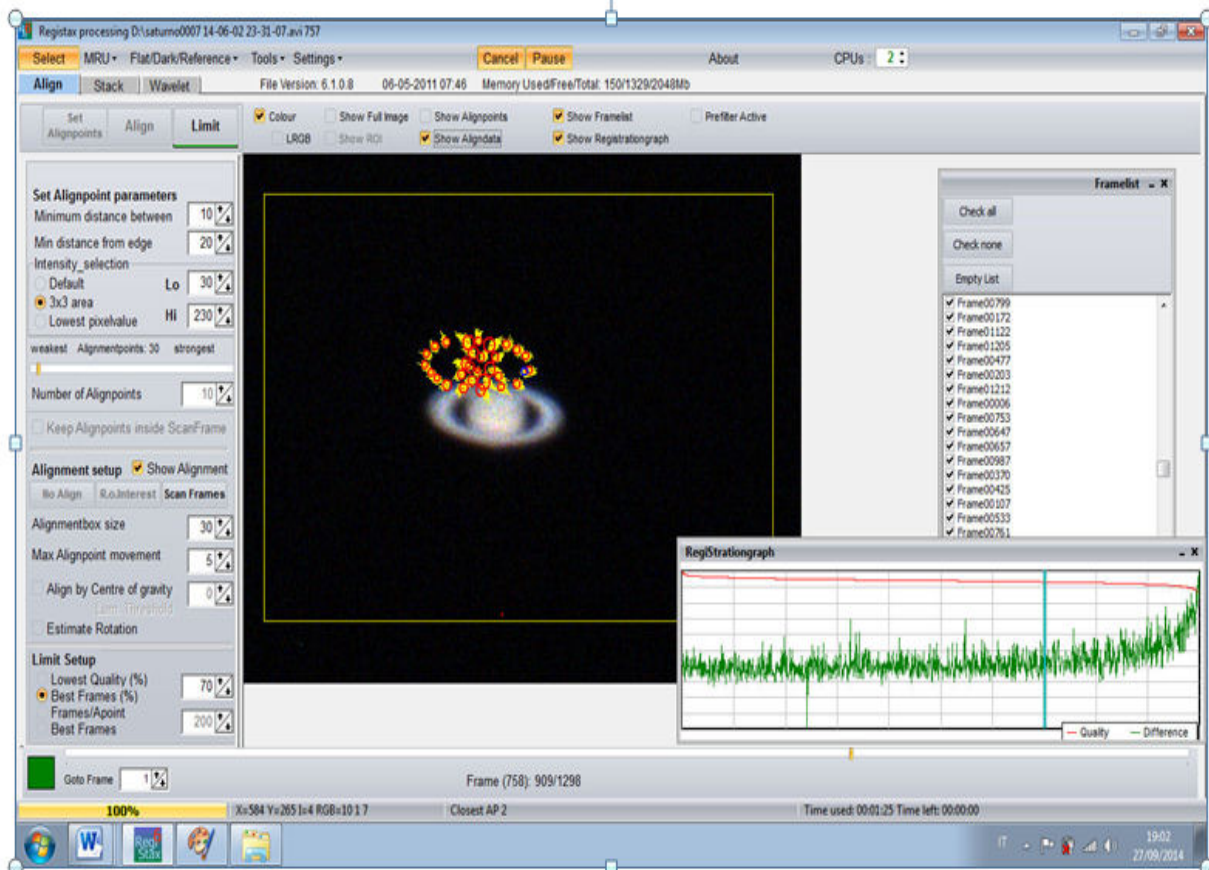 Registax processing D:\saturno0007 14-06-02 23-31-07.avi 757
Select MRU Flat/Dark/Reference Tools Settings Cancel Pause About CPUs : 2
Align Stack Wavelet File Version: 6.1.0.8 06-05-2011 07:46 Memory Used/Free/Total: 150/1329/2048Mb
Set Alignpoints Align Limit
Colour Show Full Image Show Alignpoints Show Framelist Prefilter Active
LRGB Show ROI Show Aligndata Show Registrationgraph
Set Alignpoint parameters
Minimum distance between 10
Min distance from edge 20
Intensity_selection
Default Lo 30
3x3 area
Lowest pixelvalue Hi 230
weakest Alignmentpoints: 30 strongest
Number of Alignpoints 10
Keep Alignpoints inside ScanFrame
Alignment setup Show Alignment
No Align R.o.Interest Scan Frames
Alignmentbox size 30
Max Alignpoint movement 5
Align by Centre of gravity 0
Lum. Threshold
Estimate Rotation
Limit Setup
Lowest Quality (%)
Best Frames (%) 70
Frames/Apoint
Best Frames 200
Framelist
Check all
Check none
Empty List
Frame00799
Frame00172
Frame01122
Frame01205
Frame00477
Frame00203
Frame01212
Frame00006
Frame00753
Frame00647
Frame00657
Frame00987
Frame00370
Frame00425
Frame00107
Frame00533
Frame00761
RegiStrationgraph
Quality Difference
Goto Frame 1 Frame (758): 909/1298
100% X=584 Y=265 I=4 RGB=10 1 7 Closest AP 2 Time used: 00:01:25 Time left: 00:00:00
W Regi Stax IT 19:02
27/09/2014